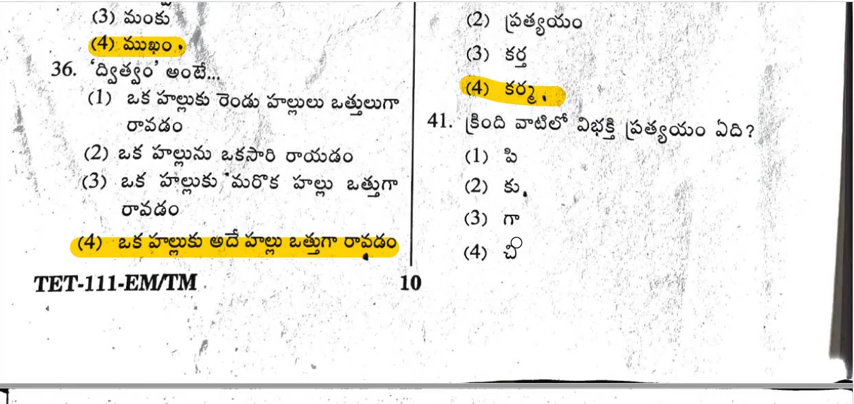 (3) మంకు
(4) ముఖం.
36. 'ద్విత్వం' అంటే...
(1) ఒక హల్లుకు రెండు హల్లులు ఒత్తులుగా
రావడం
(2) ఒక హల్లును ఒకసారి రాయడం
(3) ఒక హల్లుకు మరొక హల్లు ఒత్తుగా
రావడం
(4) ఒక హల్లుకు అదే హల్లు ఒత్తుగా రావడం
TET-111-EM/TM
10
(2) ప్రత్యయం
(3) కర్త
(4) కర్మ
41. క్రింది వాటిలో విభక్తి ప్రత్యయం ఏది?
(1) పి
(2) కు
(3) గా
(4) చి